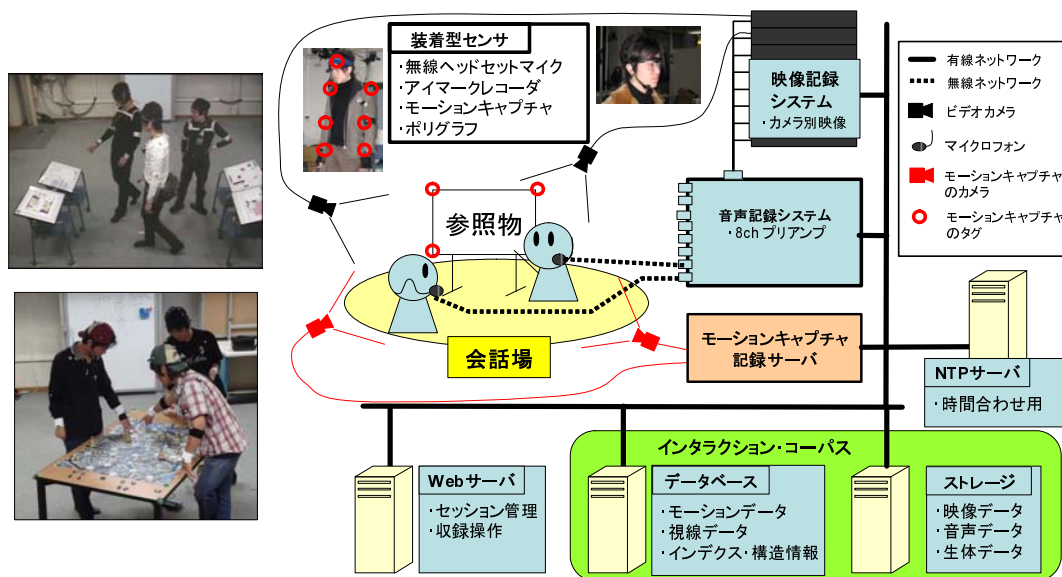 装着型センサ
・無線ヘッドセットマイク
・アイマークレコーダ
・モーションキャプチャ
・ポリグラフ
映像記録
システム
・カメラ別映像
有線ネットワーク
無線ネットワーク
ビデオカメラ
マイクロフォン
モーションキャプチャ
のカメラ
モーションキャプチャ
のタグ
参照物
音声記録システム
・8ch プリアンプ
会話場
モーションキャプチャ
記録サーバ
NTPサーバ
・時間合わせ用
インタラクション・コーパス
Webサーバ
・セッション管理
・収録操作
データベース
・モーションデータ
・視線データ
・インデクス・構造情報
ストレージ
・映像データ
・音声データ
・生体データ